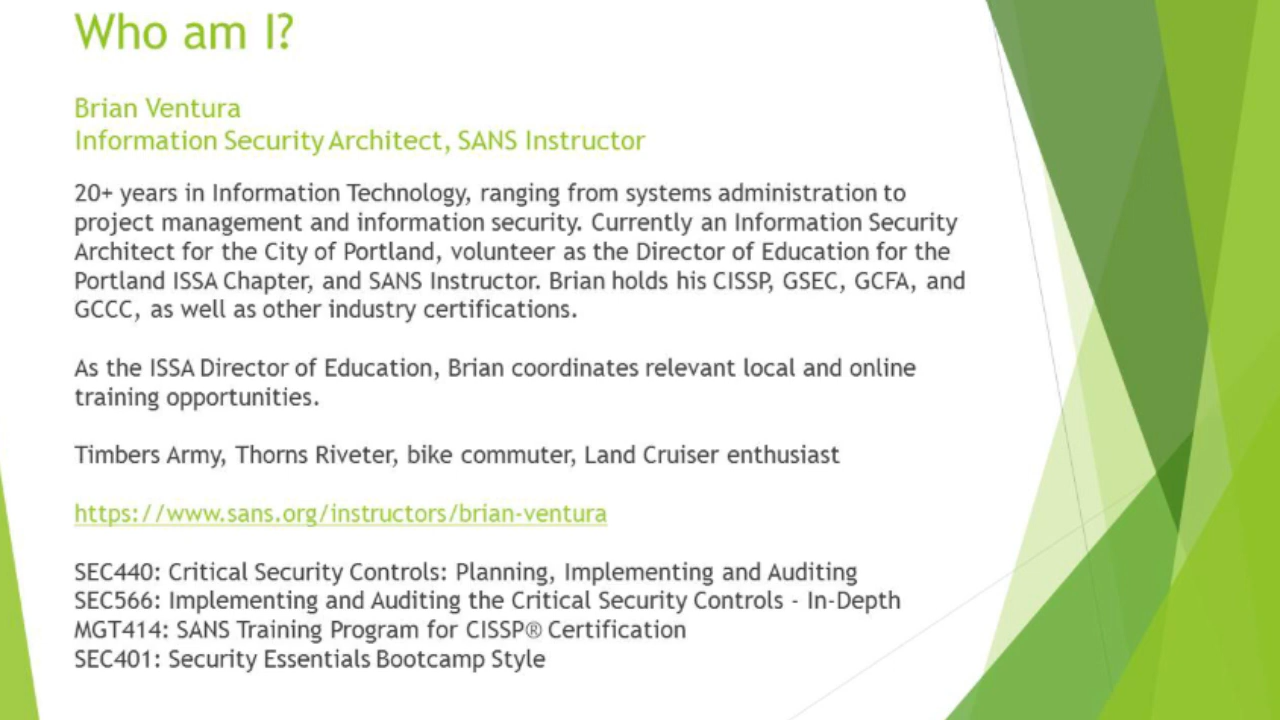 Who am I?
Brian Ventura
Information Security Architect, SANS Instructor
20+ years in Information Technology, ranging from systems administration to
project management and information security. Currently an Information Security
Architect for the City of Portland, volunteer as the Director of Education for the
Portland ISSA Chapter, and SANS Instructor. Brian holds his CISSP, GSEC, GCFA, and
GCCC, as well as other industry certifications.
As the ISSA Director of Education, Brian coordinates relevant local and online
training opportunities.
Timbers Army, Thorns Riveter, bike commuter, Land Cruiser enthusiast
https://www.sans.org/instructors/brian-ventura
SEC440: Critical Security Controls: Planning, Implementing and Auditing
SEC566: Implementing and Auditing the Critical Security Controls - In-Depth
MGT414: SANS Training Program for CISSP® Certification
SEC401: Security Essentials Bootcamp Style